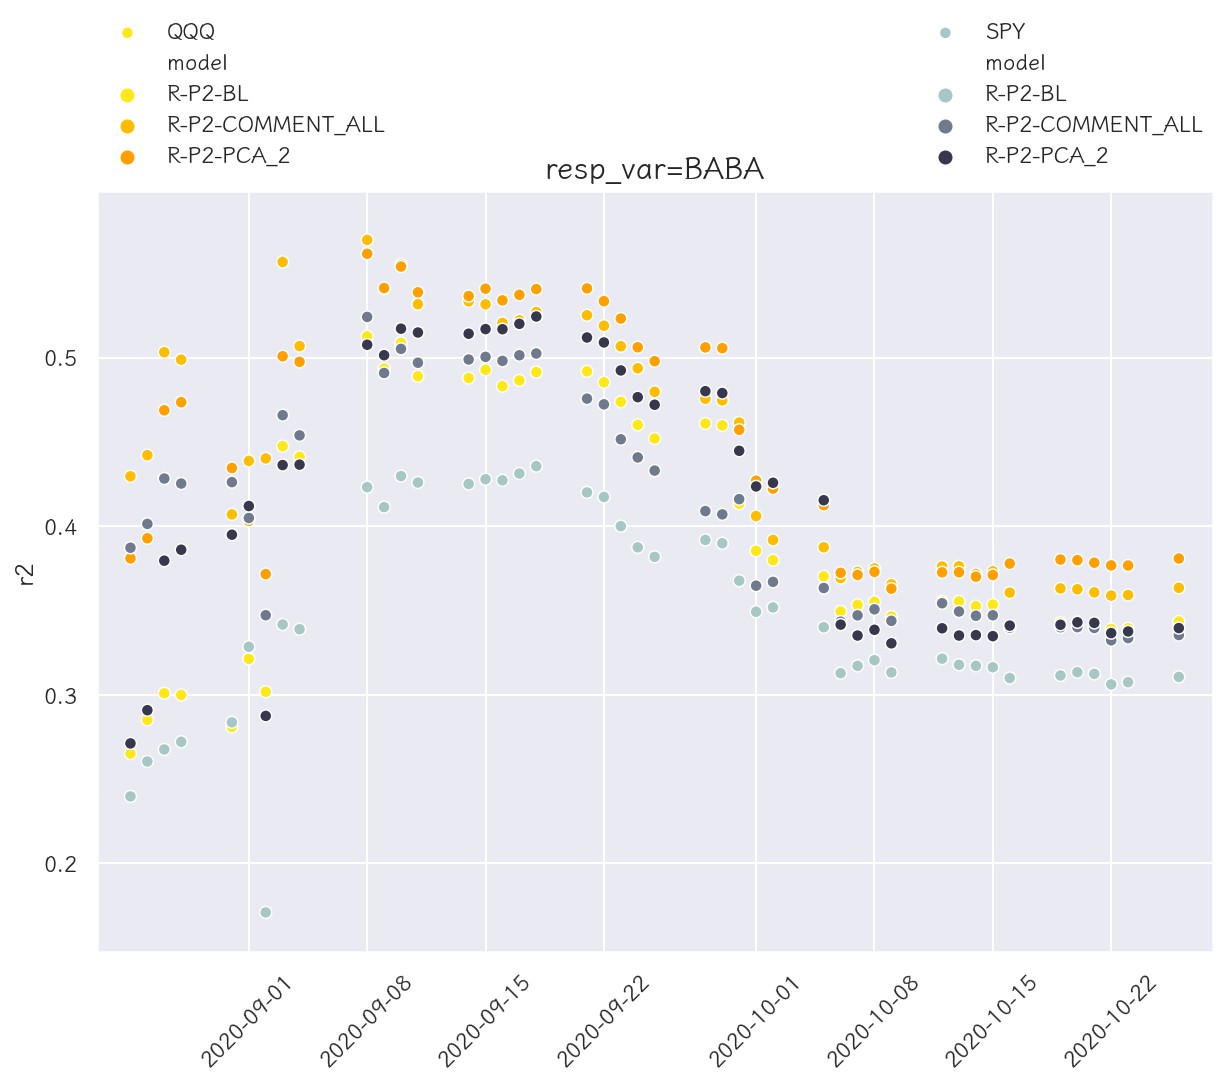 QQQ
model
R-P2-BL
R-P2-COMMENT_ALL
R-P2-PCA_2
SPY
model
R-P2-BL
R-P2-COMMENT_ALL
R-P2-PCA_2
resp_var=BABA
0.5
0.4
0.3
0.2
r2
2020-09-01
2020-09-08
2020-09-15
2020-09-22
2020-10-01
2020-10-08
2020-10-15
2020-10-22